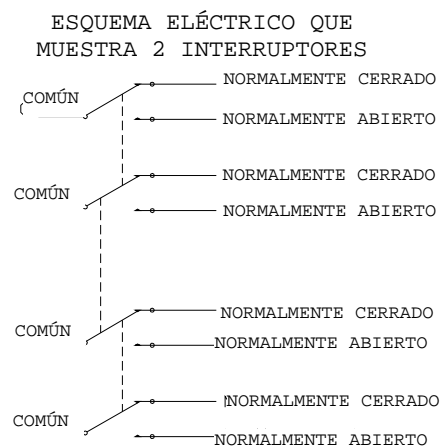 ESQUEMA ELÉCTRICO QUE
MUESTRA 2 INTERRUPTORES
NORMALMENTE CERRADO
COMÚN
NORMALMENTE ABIERTO
NORMALMENTE CERRADO
COMÚN
NORMALMENTE ABIERTO
NORMALMENTE CERRADO
COMÚN
NORMALMENTE ABIERTO
NORMALMENTE CERRADO
COMÚN
NORMALMENTE ABIERTO